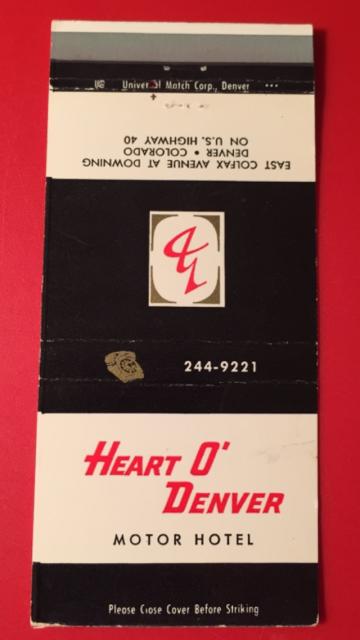 Universal Match Corp., Denver
EAST COLFAX AVENUE AT DOWNING
DENVER • COLORADO
ON U.S. HIGHWAY 40
244-9221
HEART O'
DENVER
MOTOR HOTEL
Please Close Cover Before Striking